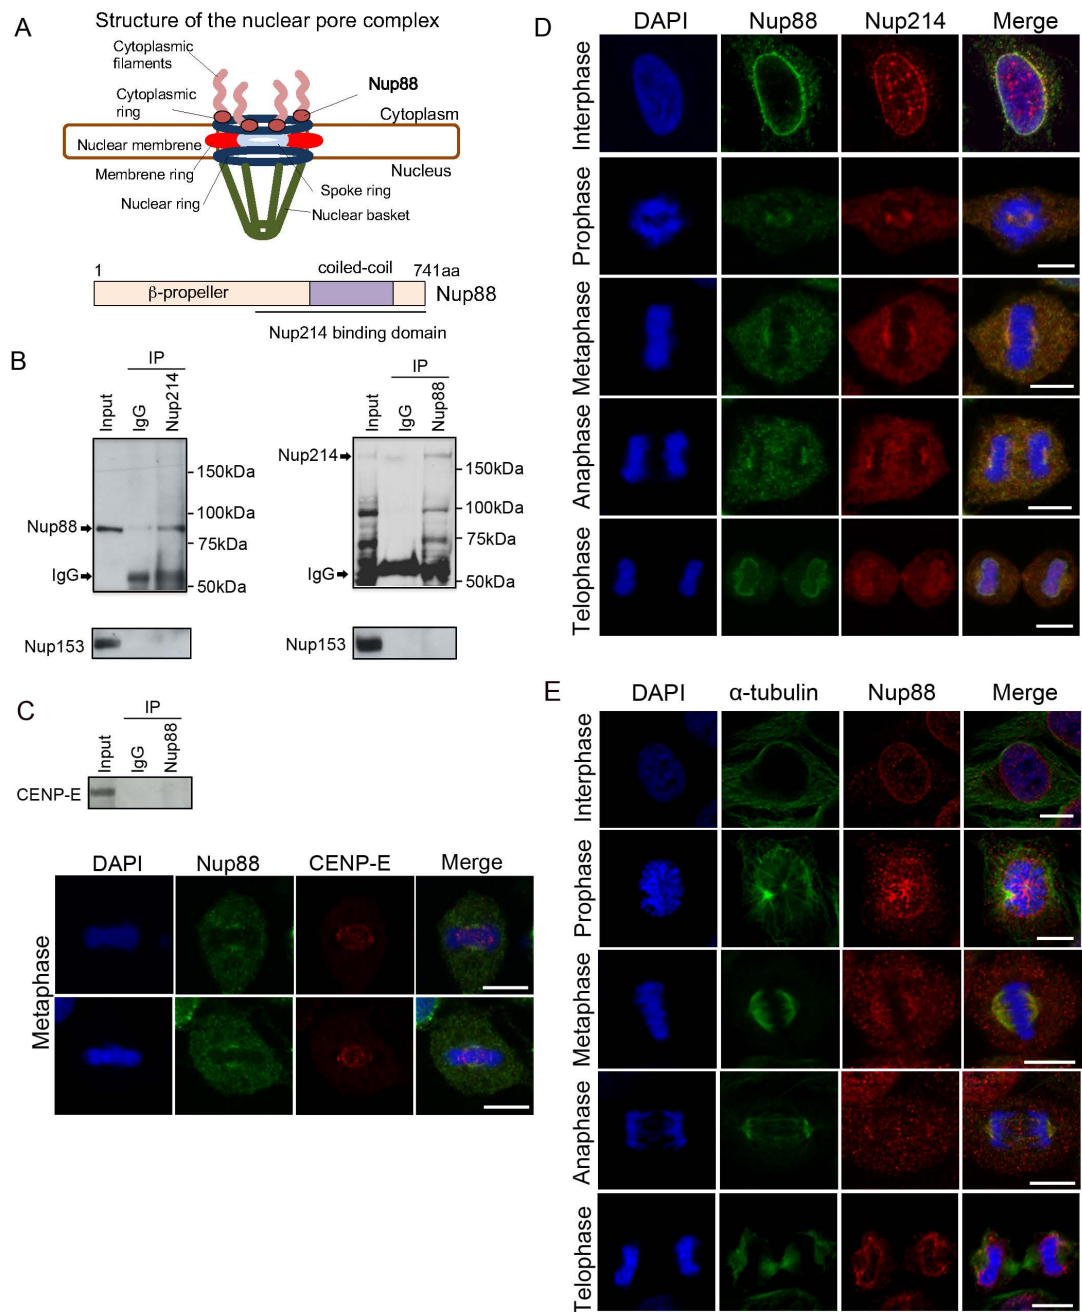 A
Structure of the nuclear pore complex
Cytoplasmic
filaments
Cytoplasmic
ring
Nup88
Cytoplasm
Nuclear membrene
Membrene ring
Nucleus
Nuclear ring
Spoke ring
Nuclear basket
1
coiled-coil
741aa
β-propeller
Nup88
Nup214 binding domain
B
IP
Input
IgG
Nup214
150kDa
100kDa
Nup88
75kDa
IgG
50kDa
Nup153
IP
Input
IgG
Nup88
Nup214
150kDa
100kDa
75kDa
IgG
50kDa
Nup153
C
IP
Input
IgG
Nup88
CENP-E
DAPI
Nup88
CENP-E
Merge
Metaphase
D
DAPI
Nup88
Nup214
Merge
Interphase
Prophase
Metaphase
Anaphase
Telophase
E
DAPI
α-tubulin
Nup88
Merge
Interphase
Prophase
Metaphase
Anaphase
Telophase